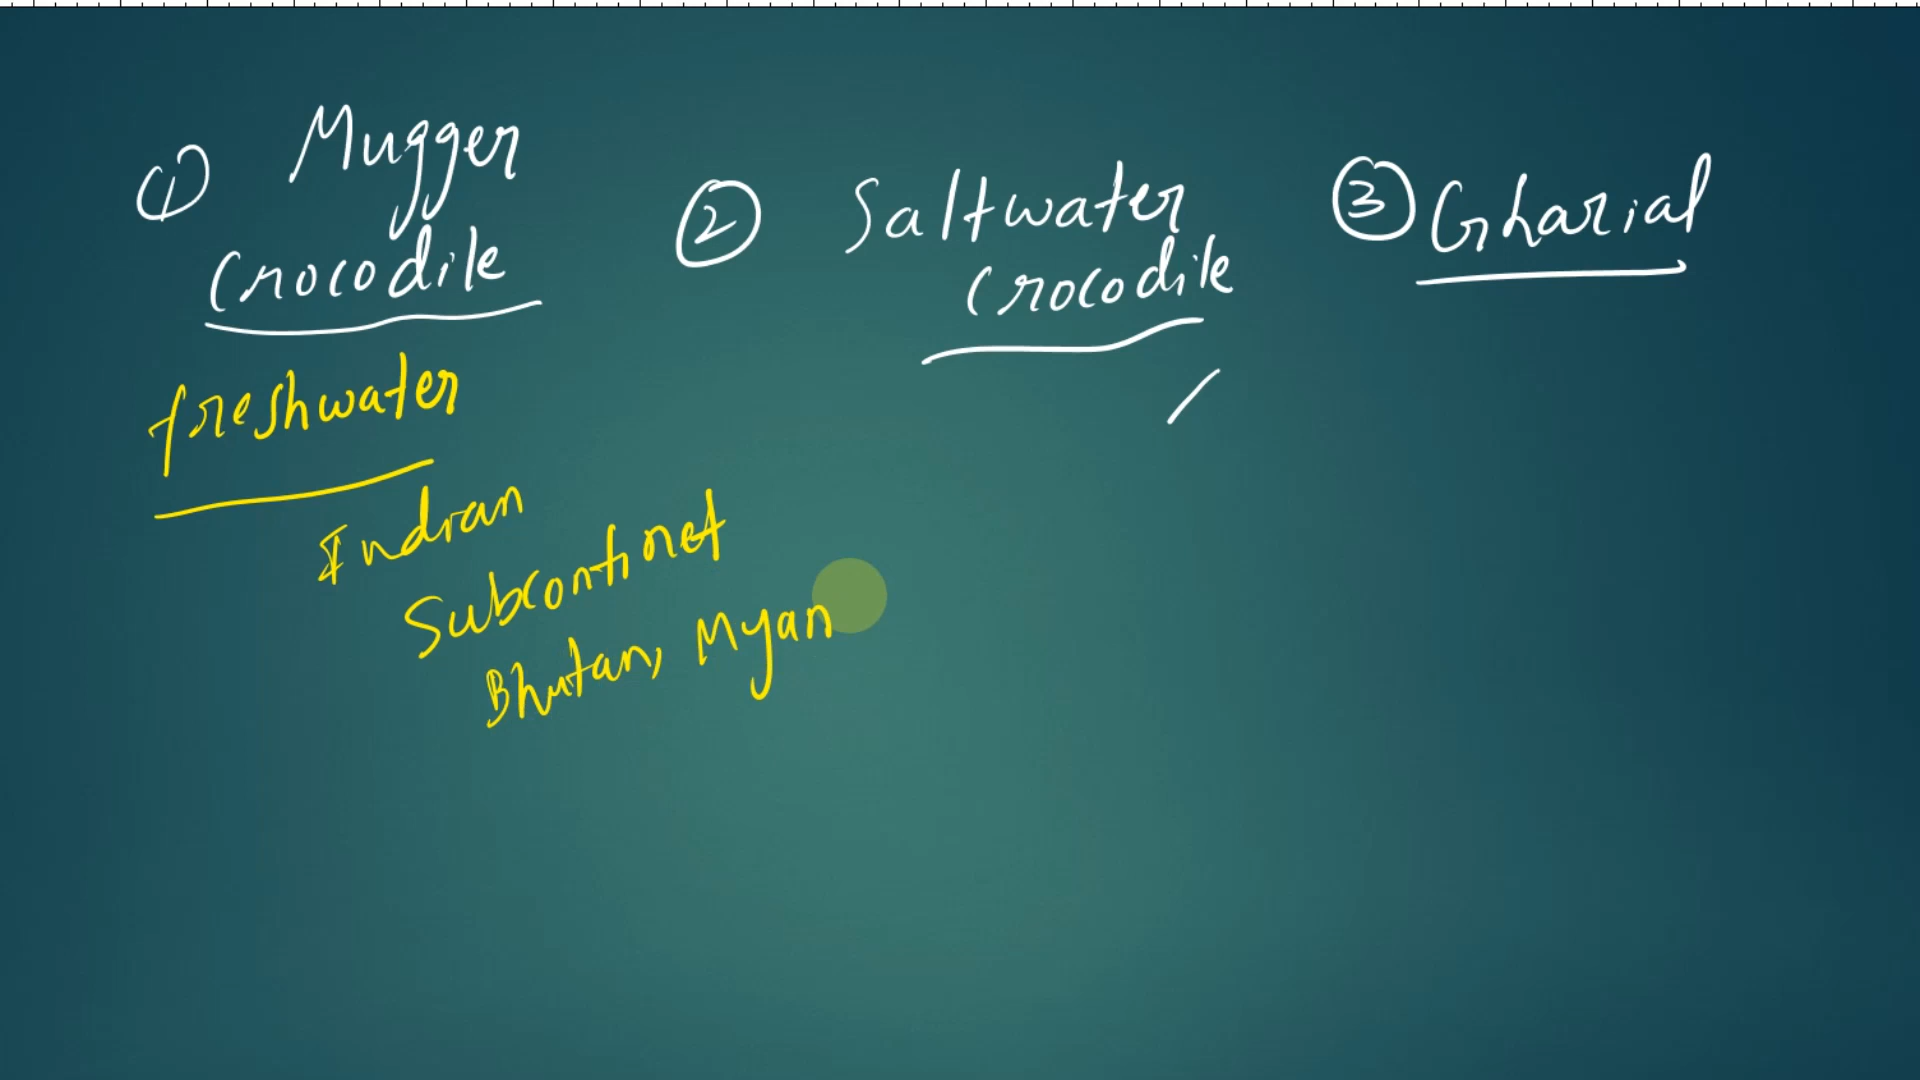 ① Mugger
Crocodile
freshwater
Indian
Subcontinet
Bhutan, Myan
② Saltwater
Crocodile
③ Gharial